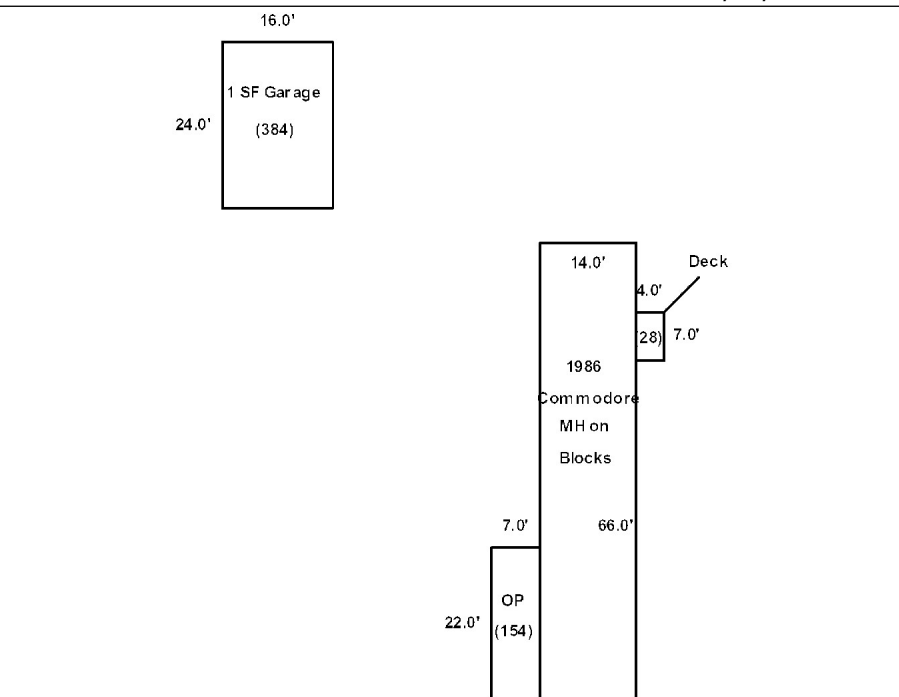 16.0'
1 SF Garage
24.0'
(384)
14.0'
Deck
4.0'
(28)
7.0'
1986
Commodore
MH on
Blocks
7.0'
66.0'
OP
22.0'
(154)